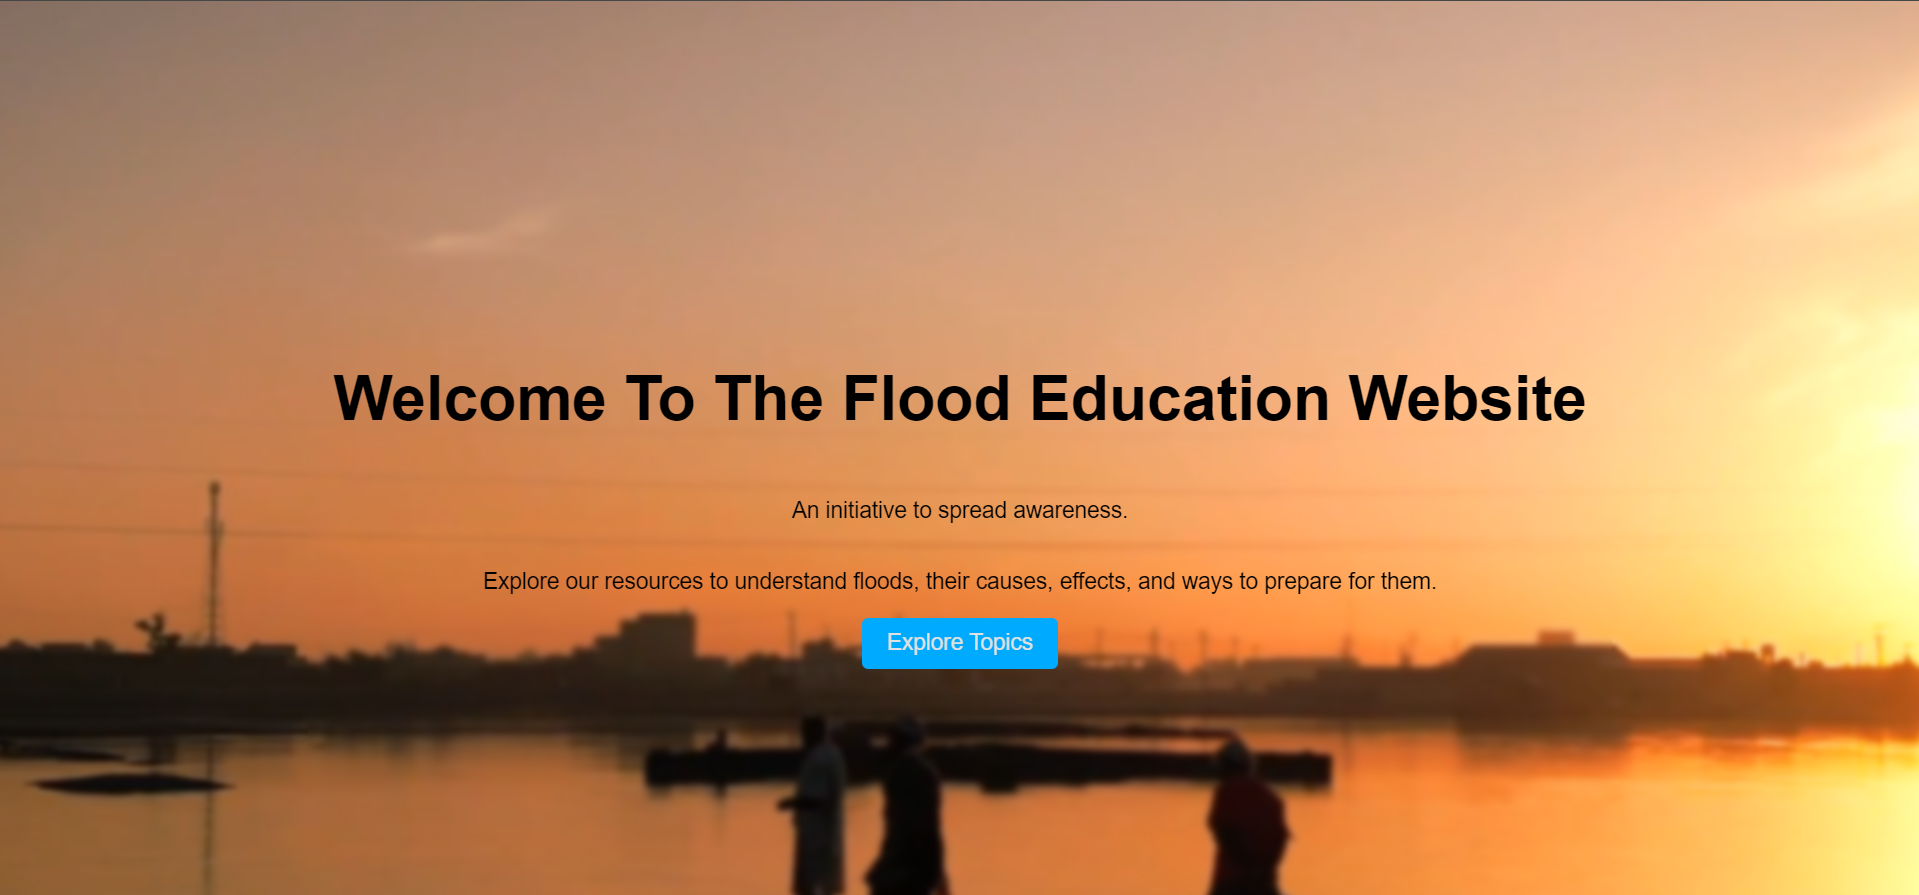 Welcome To The Flood Education Website
An initiative to spread awareness.
Explore our resources to understand floods, their causes, effects, and ways to prepare for them.
Explore Topics